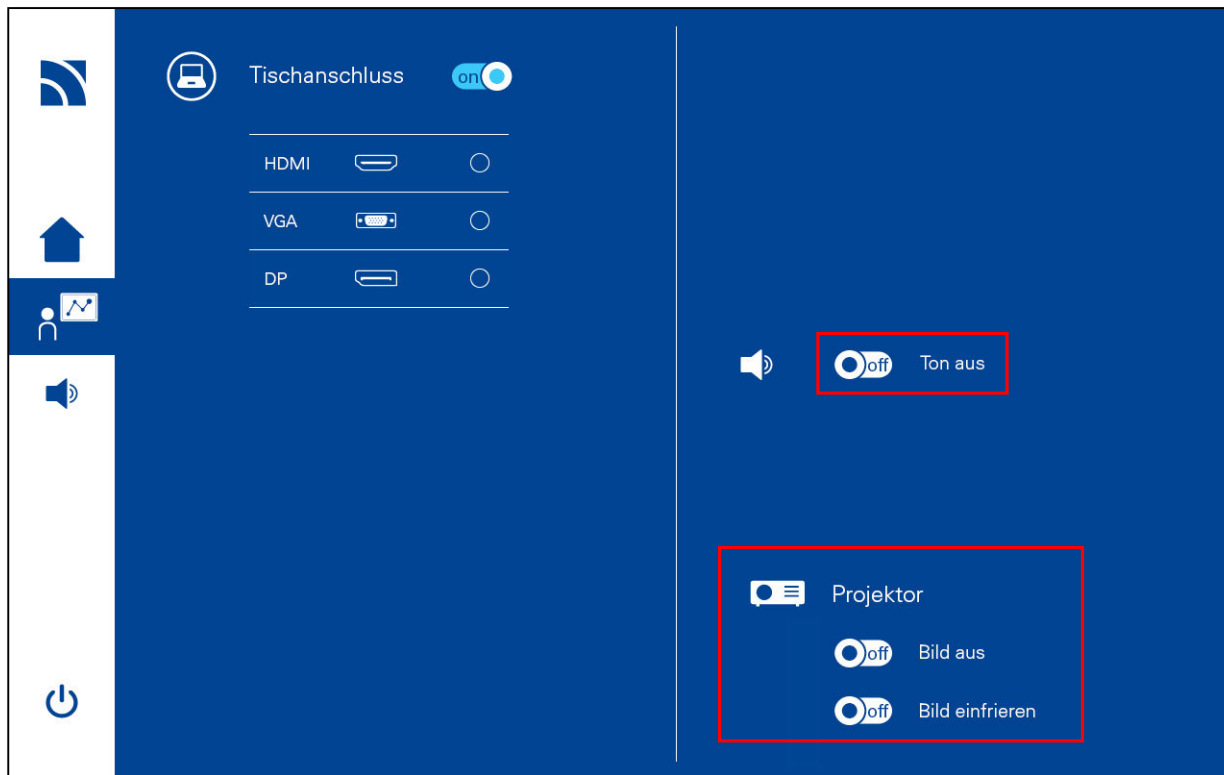 Tischanschluss on
HDMI
VGA
DP
off Ton aus
Projektor
off Bild aus
off Bild einfrieren